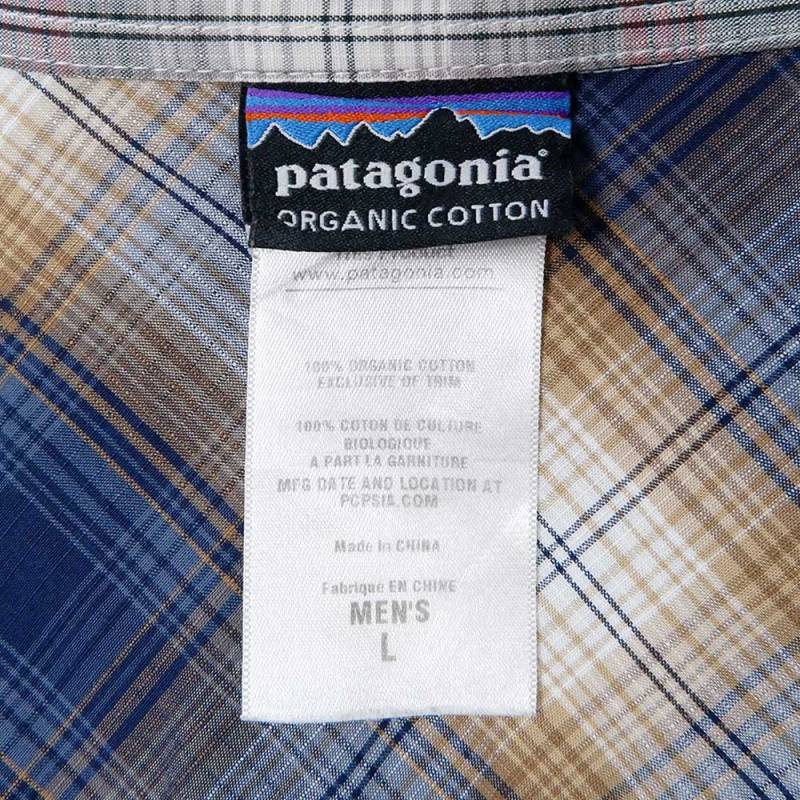 patagonia®
ORGANIC COTTON
www.patagonia.com
100% ORGANIC COTTON
EXCLUSIVE OF TRIM
100% COTON DE CULTURE
BIOLOGIQUE
A PART LA GARNITURE
MFG DATE AND LOCATION AT
PCPSIA.COM
Made in CHINA
Fabriqué EN CHINE
MEN'S
L